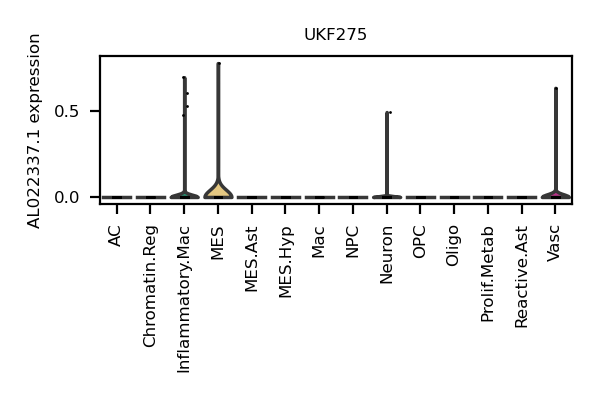 UKF275
AL022337.1 expression
0.5
0.0
AC
Chromatin.Reg
Inflammatory.Mac
MES
MES.Ast
MES.Hyp
Mac
NPC
Neuron
OPC
Oligo
Prolif.Metab
Reactive.Ast
Vasc